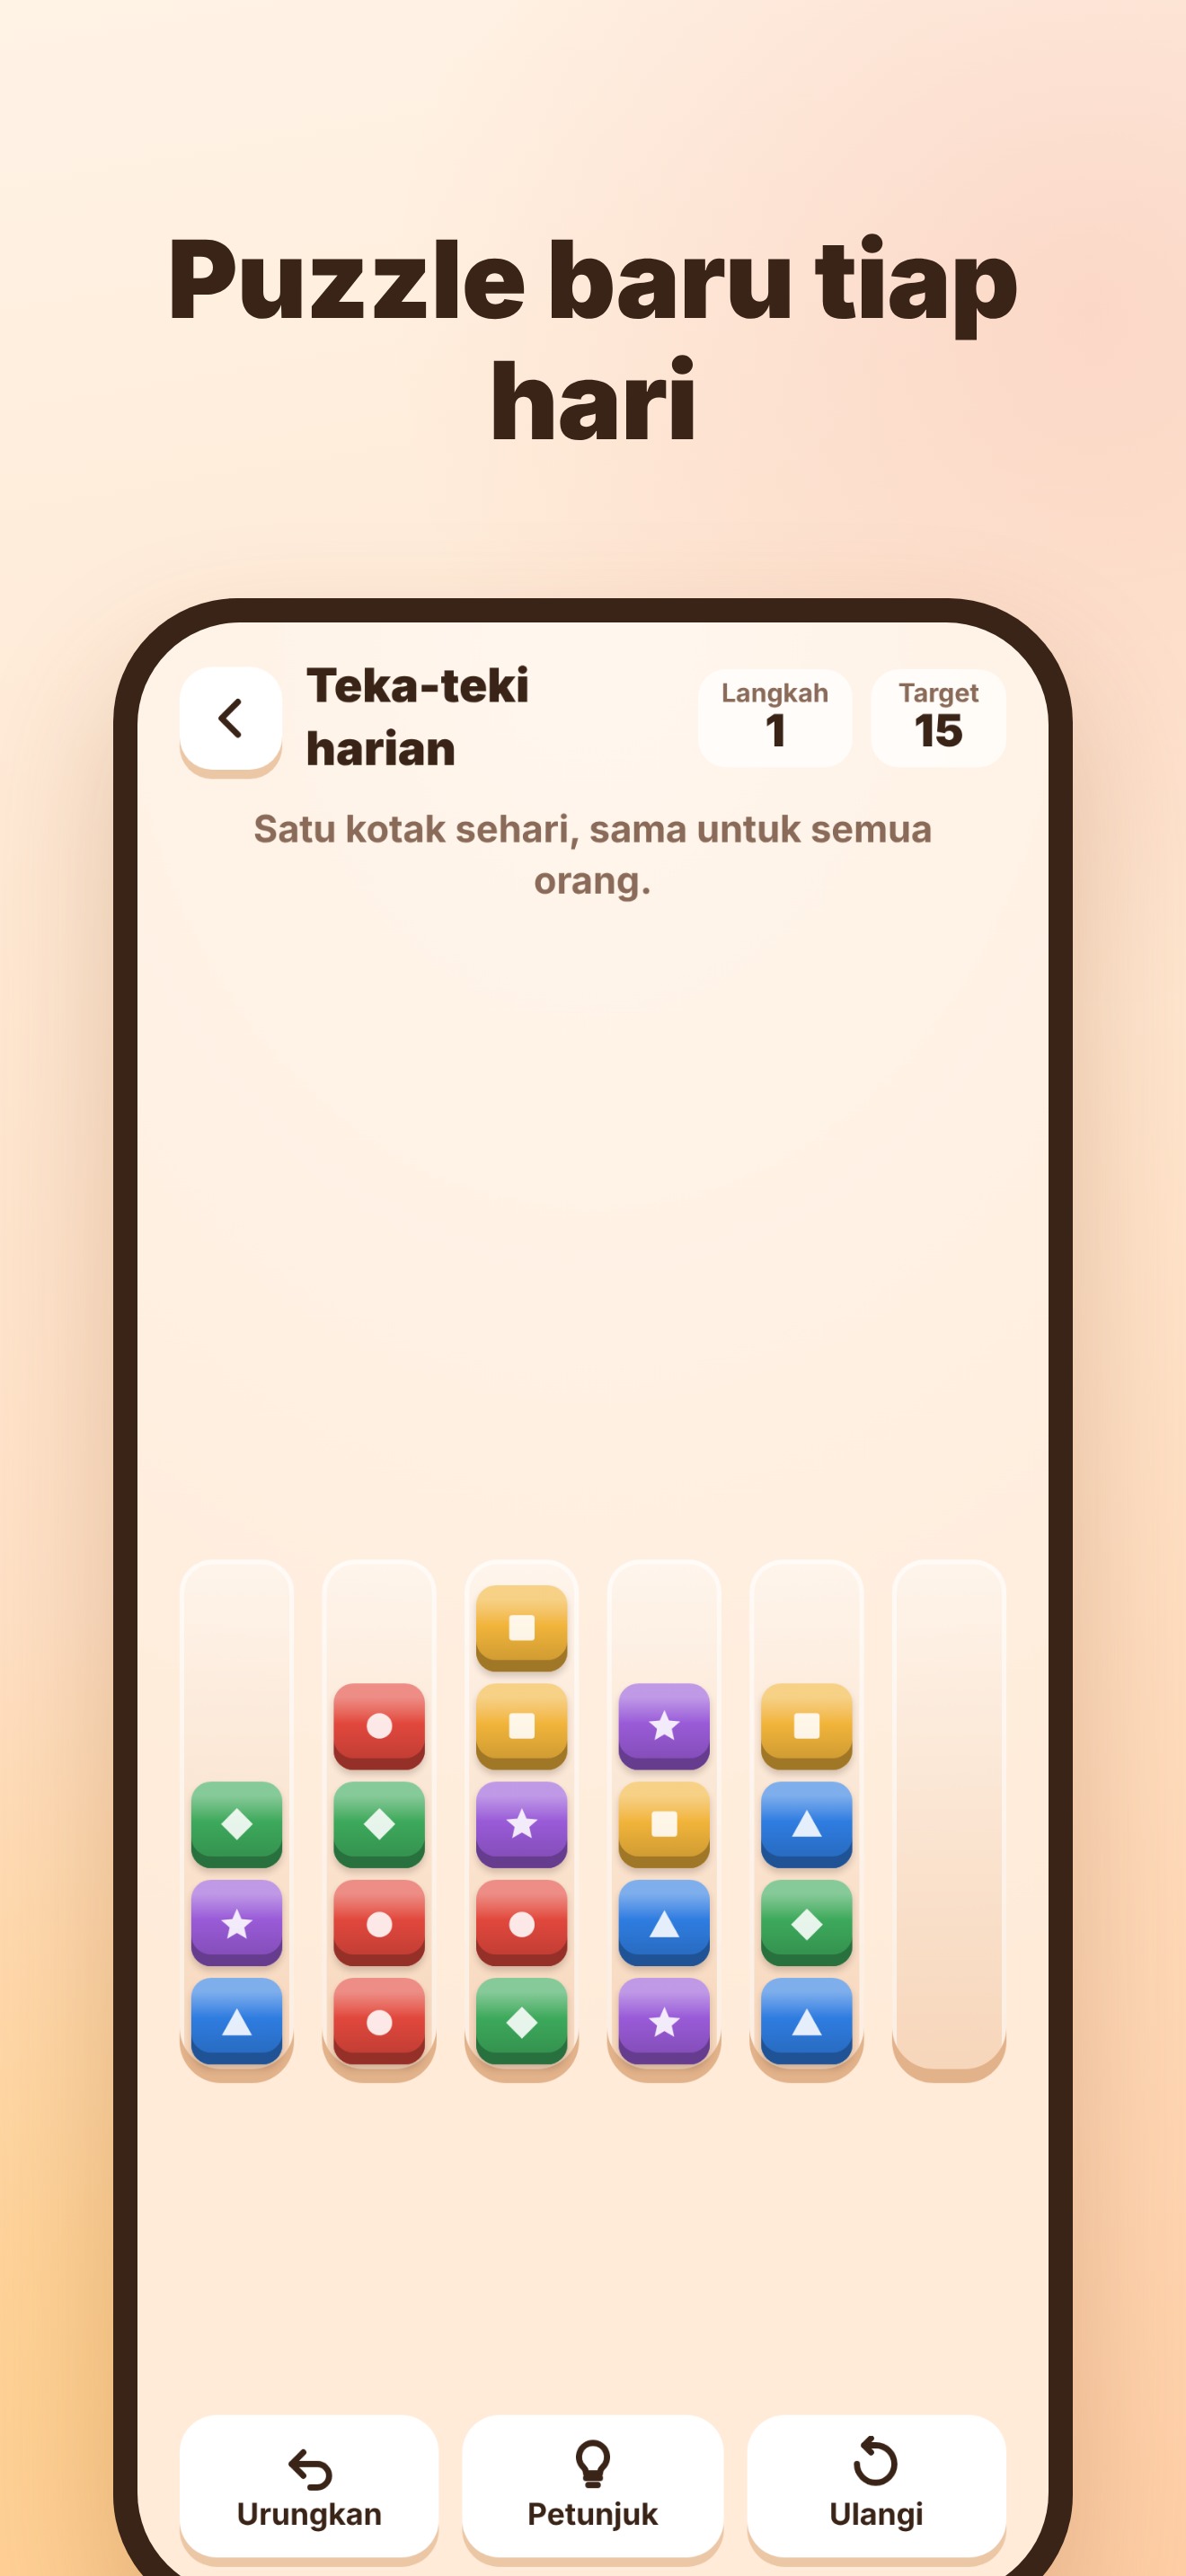 Puzzle baru tiap
hari
Teka-teki
harian
Langkah
1
Target
15
Satu kotak sehari, sama untuk semua
orang.
Urungkan
Petunjuk
Ulangi